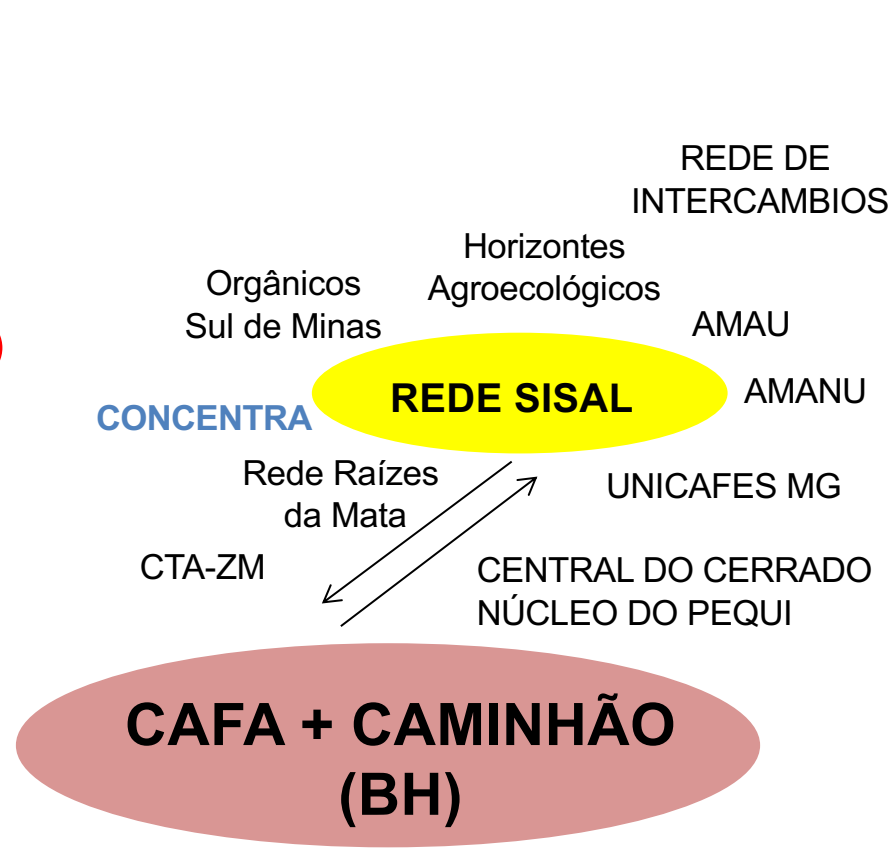 REDE DE
INTERCAMBIOS
Horizontes
Agroecológicos
Orgânicos
Sul de Minas
AMAU
REDE SISAL
AMANU
CONCENTRA
Rede Raízes
da Mata
UNICAFES MG
CTA-ZM
CENTRAL DO CERRADO
NÚCLEO DO PEQUI
CAFA + CAMINHÃO
(BH)